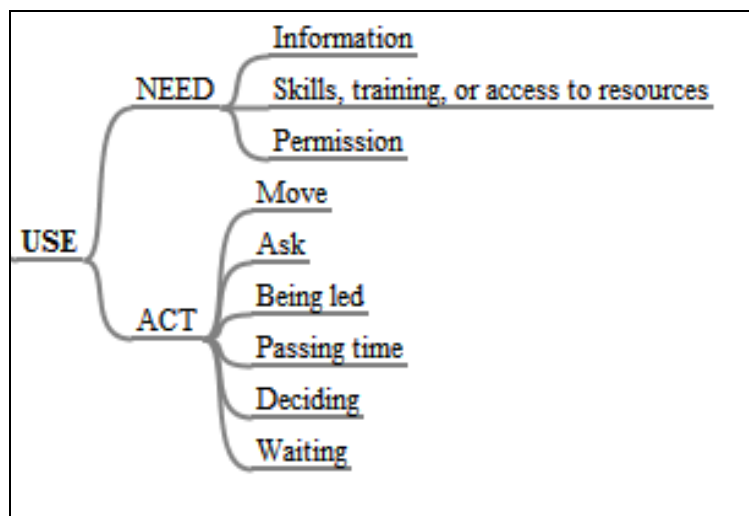 Information
NEED
Skills, training, or access to resources
Permission
Move
USE
Ask
Being led
ACT
Passing time
Deciding
Waiting